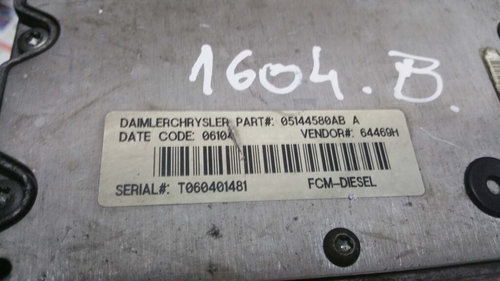 1604.B.
DAIMLERCHRYSLER PART#: 05144580AB A
DATE CODE: 0610A VENDOR#: 64469H
SERIAL#: T060401481 FCM-DIESEL